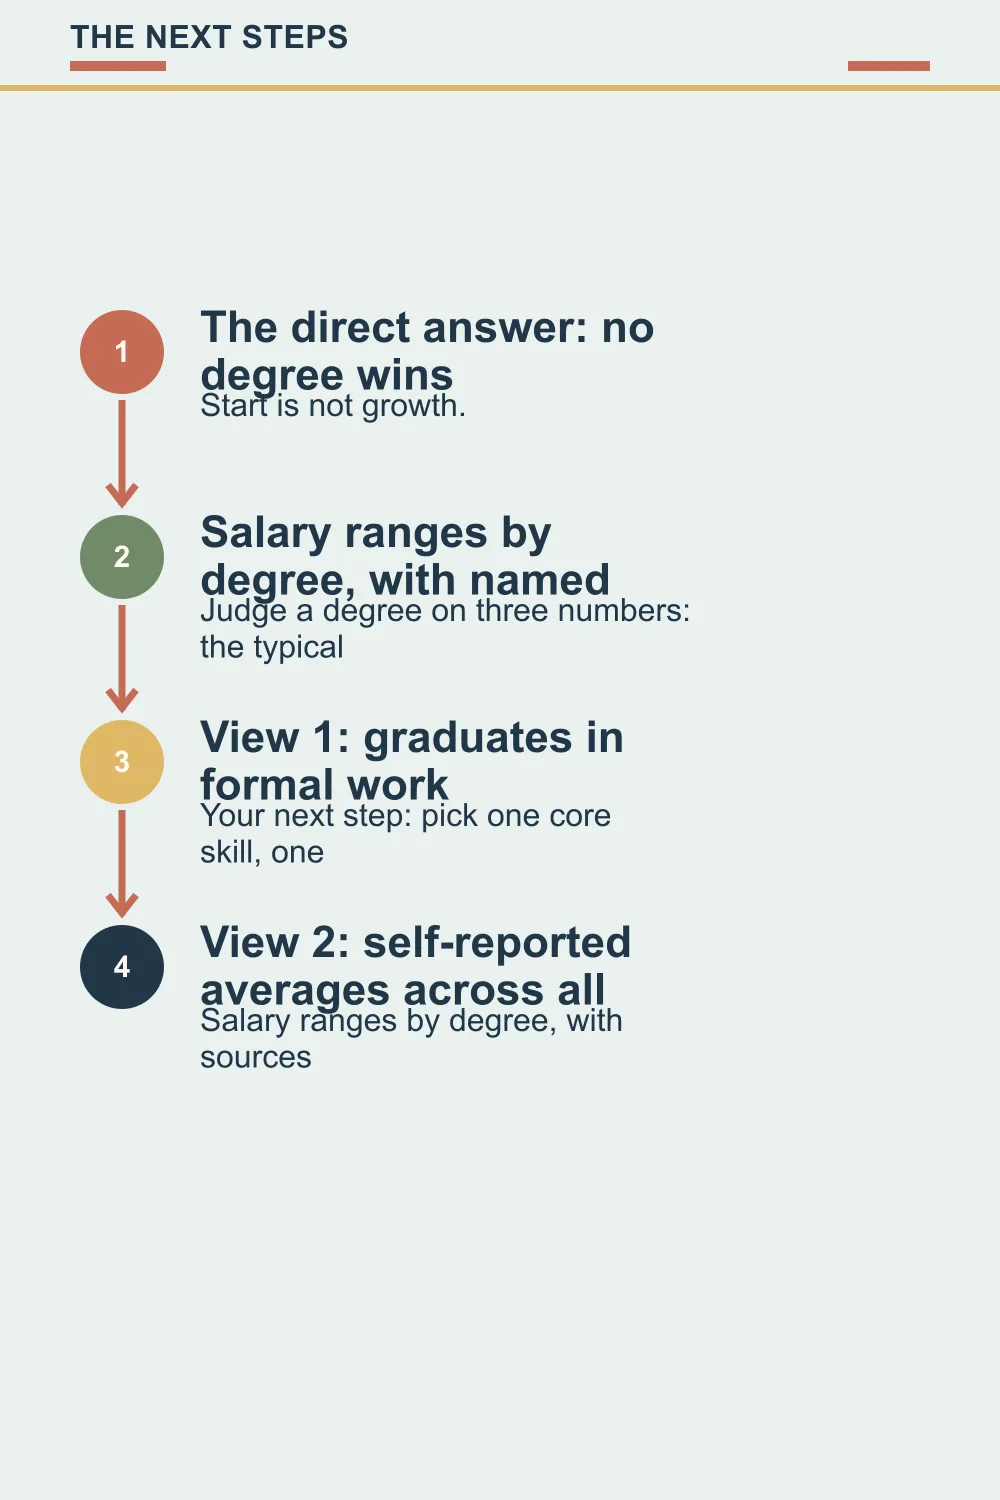 THE NEXT STEPS
1
The direct answer: no
degree wins
Start is not growth.
2
Salary ranges by
degree, with named
Judge a degree on three numbers:
the typical
3
View 1: graduates in
formal work
Your next step: pick one core
skill, one
4
View 2: self-reported
averages across all
Salary ranges by degree, with
sources